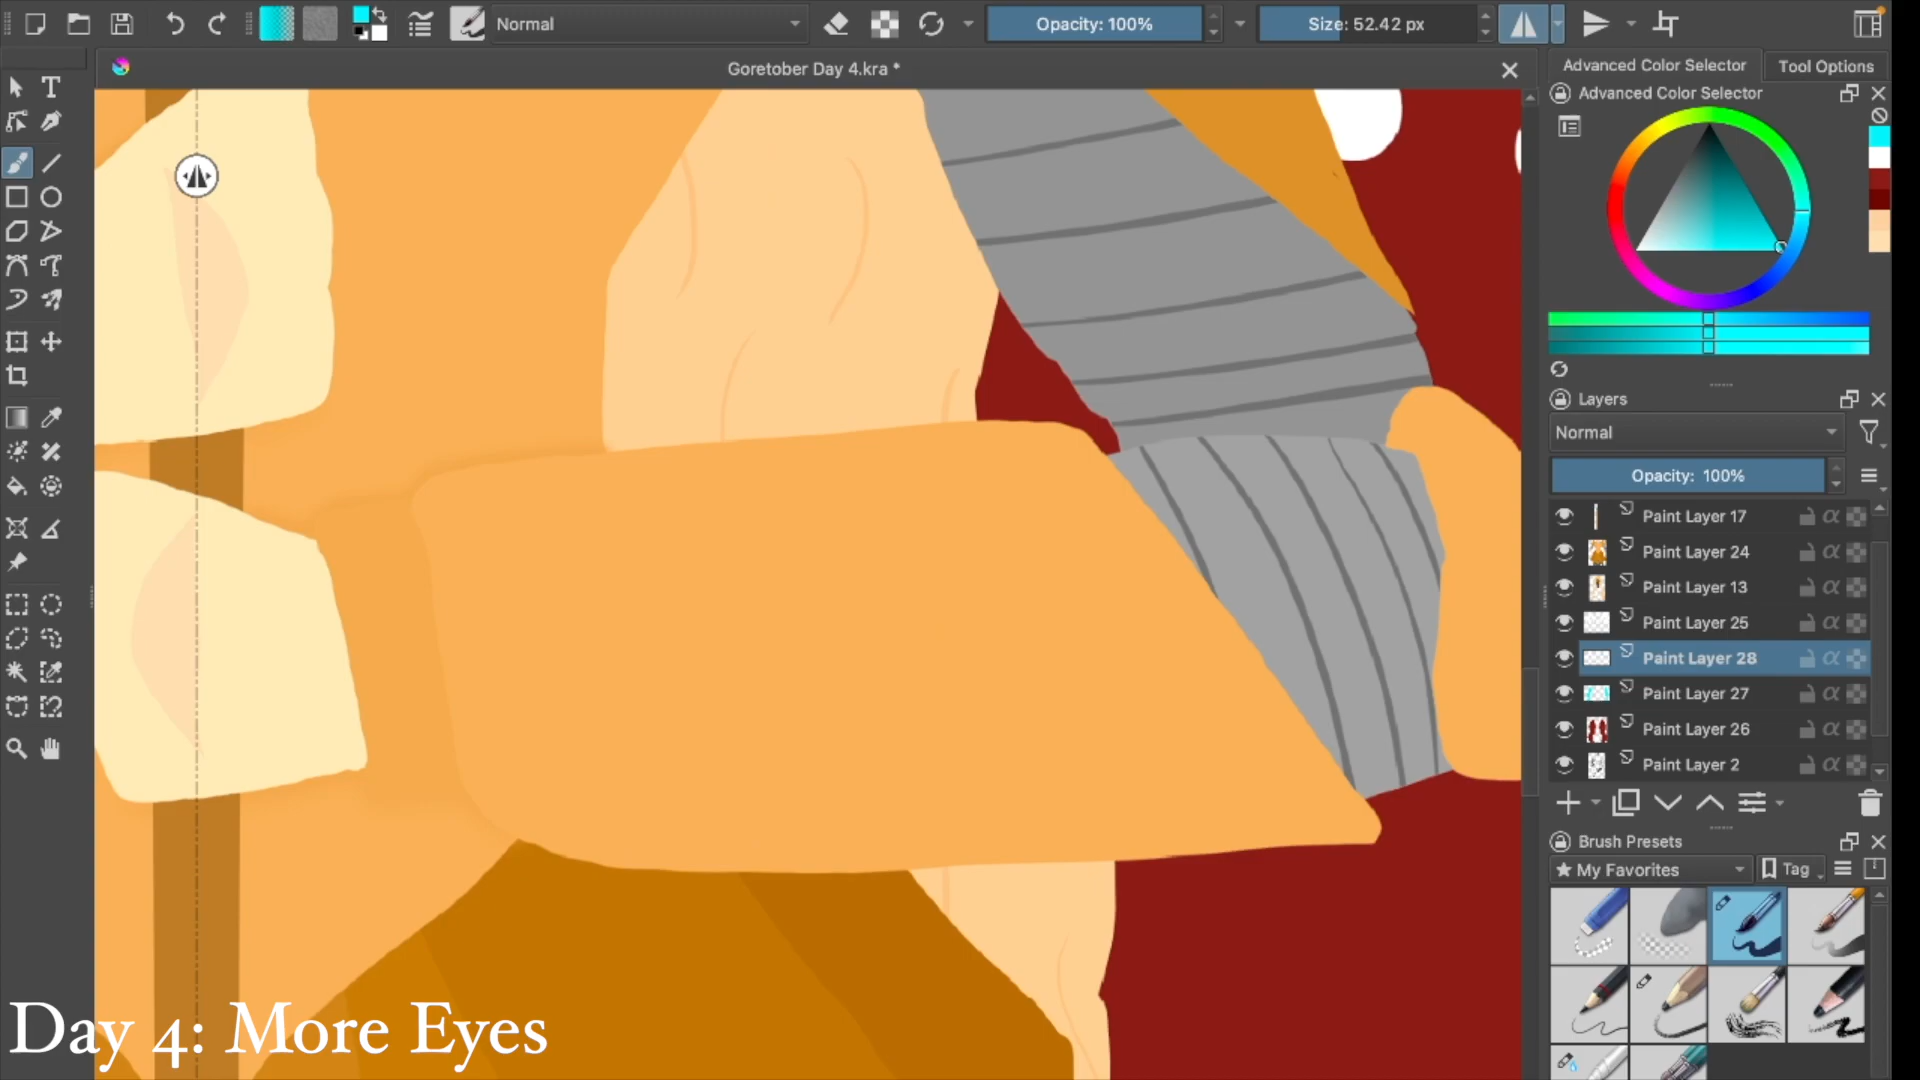 Normal
Opacity: 100%
Size: 52.42 px
Goretober Day 4.kra *
Advanced Color Selector
Tool Options
Advanced Color Selector
Layers
Normal
Opacity: 100%
Paint Layer 17
Paint Layer 24
Paint Layer 13
Paint Layer 25
Paint Layer 28
Paint Layer 27
Paint Layer 26
Paint Layer 2
Brush Presets
★ My Favorites
Tag
Day 4: More Eyes